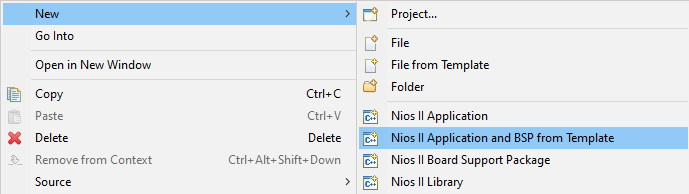 New
Go Into
Open in New Window
Copy Ctrl+C
Paste Ctrl+V
Delete Delete
Remove from Context Ctrl+Alt+Shift+Down
Source
Project...
File
File from Template
Folder
Nios II Application
Nios II Application and BSP from Template
Nios II Board Support Package
Nios II Library